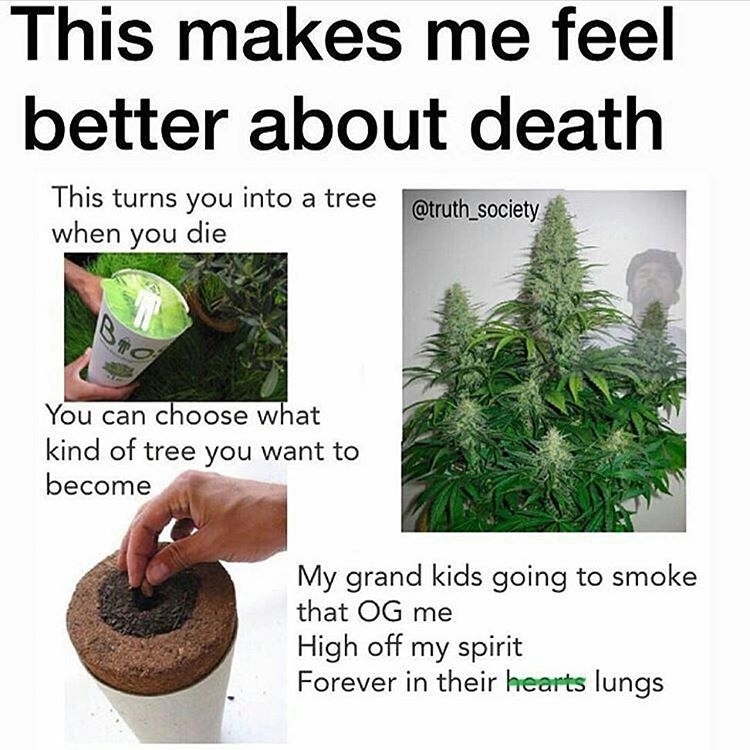 This makes me feel
better about death
This turns you into a tree
when you die
@truth_society
You can choose what
kind of tree you want to
become
My grand kids going to smoke
that OG me
High off my spirit
Forever in their hearts lungs